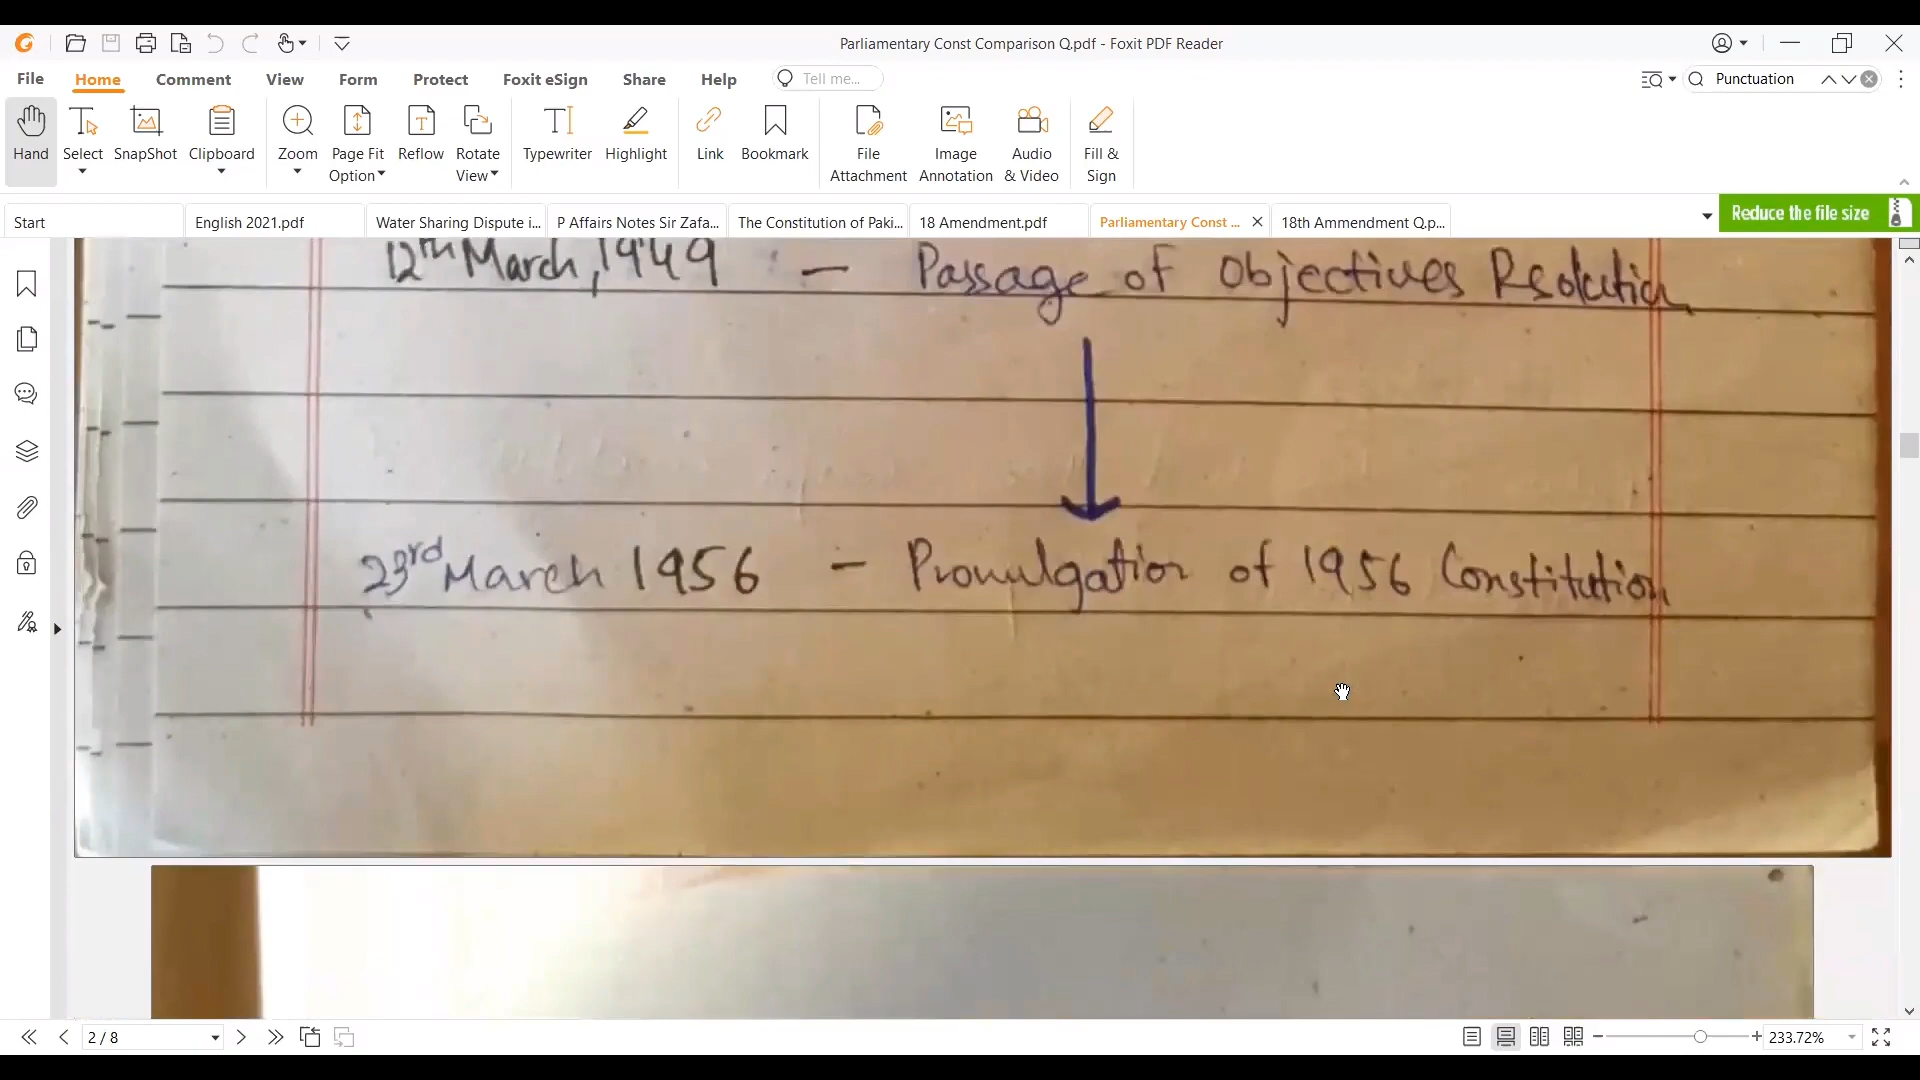 Parliamentary Const Comparison Q.pdf - Foxit PDF Reader
File Home Comment View Form Protect Foxit eSign Share Help Tell me... Punctuation
Hand Select SnapShot Clipboard Zoom Page Fit Option Reflow Rotate View Typewriter Highlight Link Bookmark File Attachment Image Annotation Audio & Video Fill & Sign
Start English 2021.pdf Water Sharing Dispute i... P Affairs Notes Sir Zafa... The Constitution of Paki... 18 Amendment.pdf Parliamentary Const ... 18th Ammendment Q.p... Reduce the file size
12th March, 1949 — Passage of Objectives Rsolution
23rd March 1956 — Promulgation of 1956 Constitution
2 / 8 233.72%